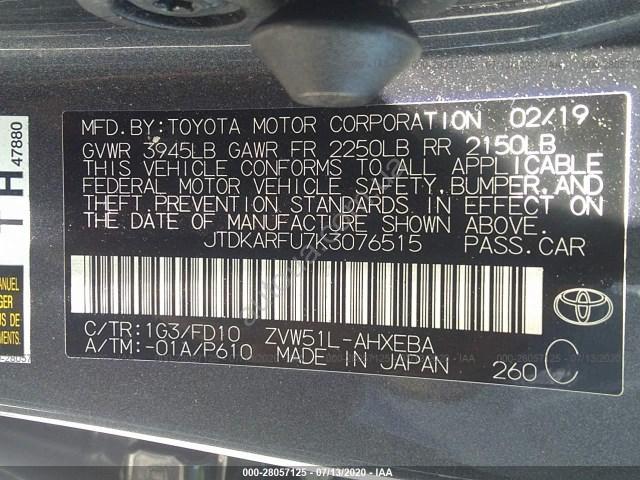 MFD.BY:TOYOTA MOTOR CORPORATION 02/19
GVWR 3945LB GAWR FR 2250LB RR 2150LB
THIS VEHICLE CONFORMS TO ALL APPLICABLE
FEDERAL MOTOR VEHICLE SAFETY,BUMPER,AND
THEFT PREVENTION STANDARDS IN EFFECT ON
THE DATE OF MANUFACTURE SHOWN ABOVE.
JTDKARFU7K3076515 PASS.CAR
C/TR:1G3/FD10 ZVW51L-AHXEBA
A/TM:-01A/P610 MADE IN JAPAN
260
TH
47880
ANUEL
GER
000-28057125 - 07/13/2020 - IAA